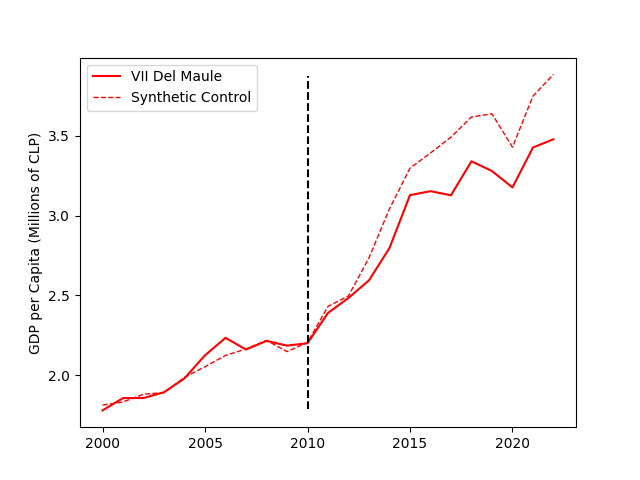 VII Del Maule
Synthetic Control
GDP per Capita (Millions of CLP)
3.5
3.0
2.5
2.0
2000 2005 2010 2015 2020